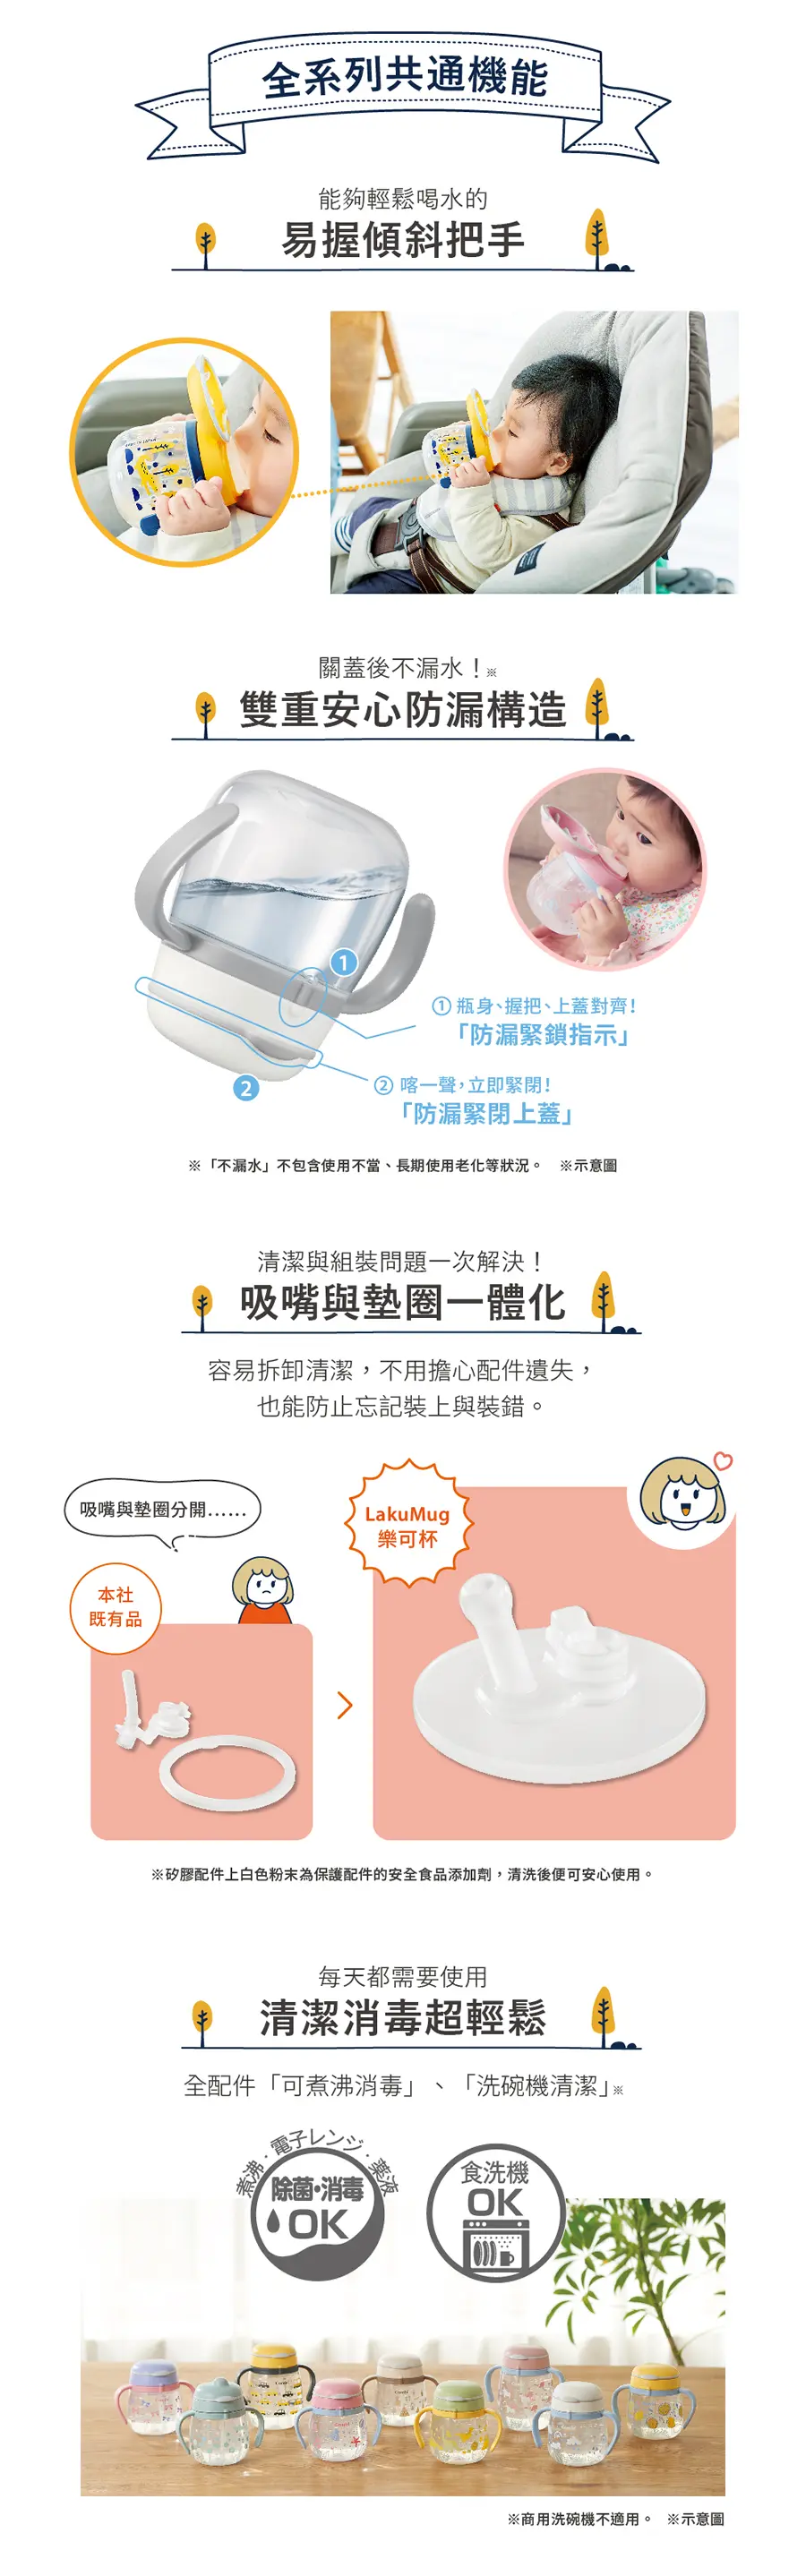 全系列共通機能
能夠輕鬆喝水的
易握傾斜把手
關蓋後不漏水！※
雙重安心防漏構造
1
① 瓶身、握把、上蓋對齊！
「防漏緊鎖指示」
2
② 喀一聲，立即緊閉！
「防漏緊閉上蓋」
※「不漏水」不包含使用不當、長期使用老化等狀況。 ※示意圖
清潔與組裝問題一次解決！
吸嘴與墊圈一體化
容易拆卸清潔，不用擔心配件遺失，
也能防止忘記裝上與裝錯。
吸嘴與墊圈分開……
本社
既有品
LakuMug
樂可杯
※矽膠配件上白色粉末為保護配件的安全食品添加劑，清洗後便可安心使用。
每天都需要使用
清潔消毒超輕鬆
全配件「可煮沸消毒」、「洗碗機清潔」※
煮沸・電子レンジ・薬液
除菌・消毒
OK
食洗機
OK
※商用洗碗機不適用。 ※示意圖